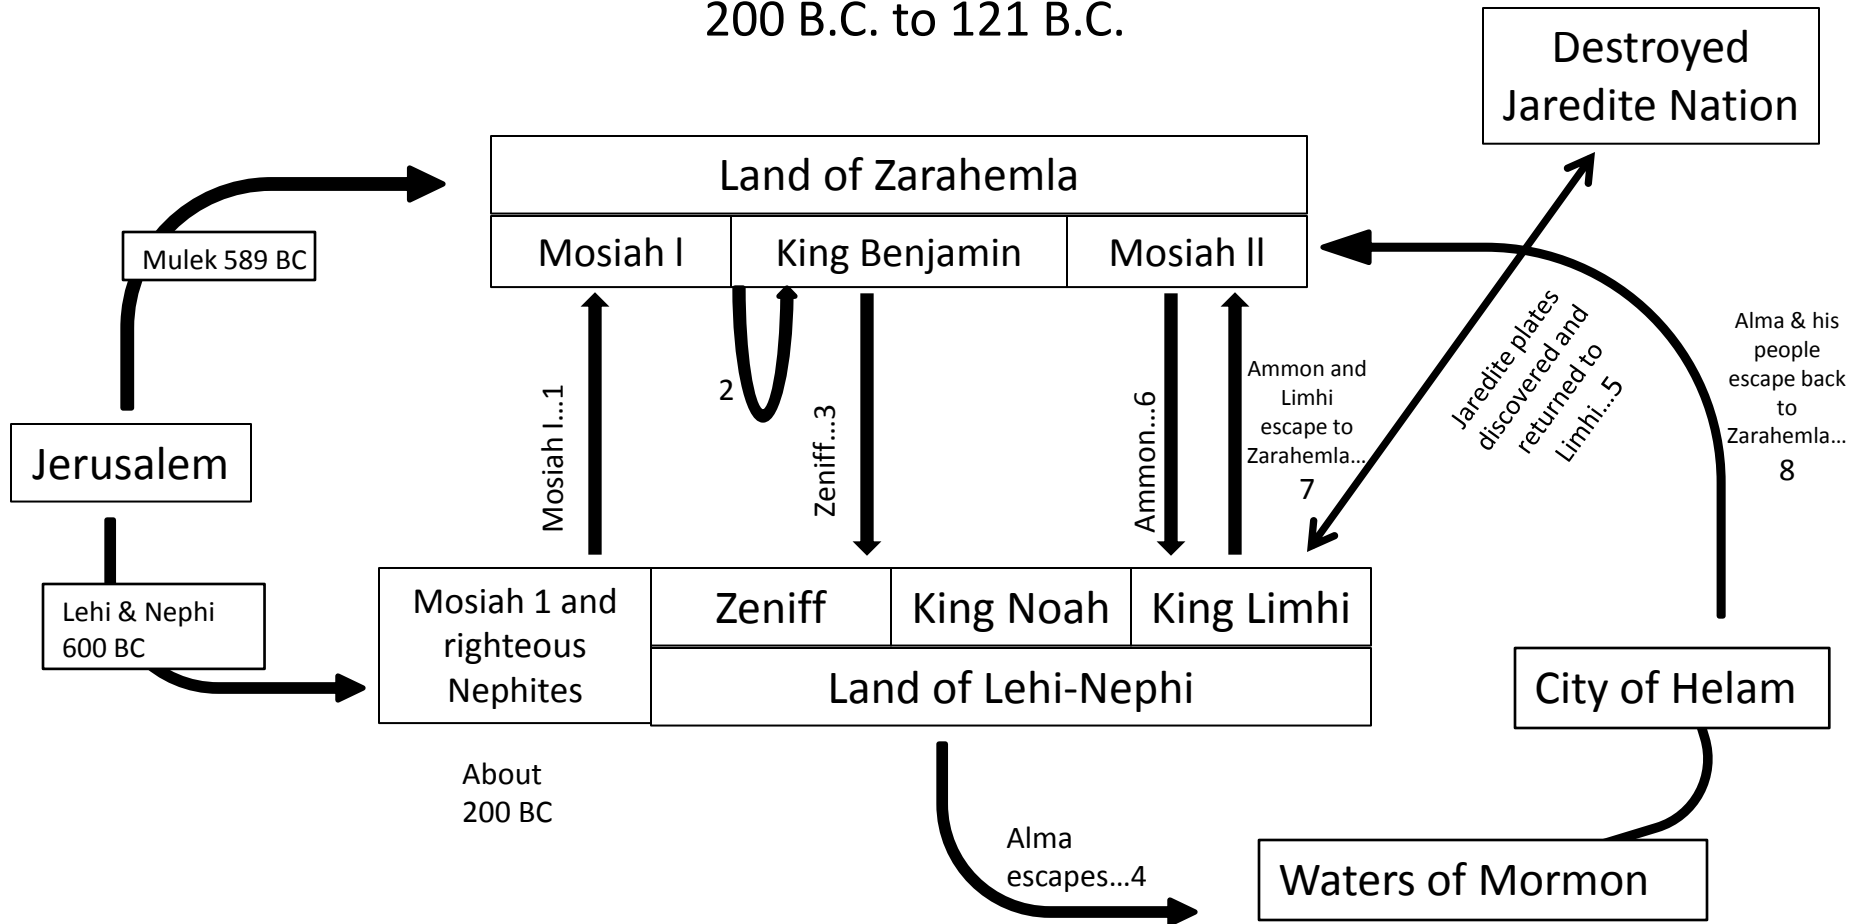 200 B.C. to 121 B.C.
Destroyed
Jaredite Nation
Land of Zarahemla
Mosiah l
King Benjamin
Mosiah ll
Mulek 589 BC
Jerusalem
Lehi & Nephi
600 BC
Mosiah I...1
2
Zeniff...3
Ammon...6
Ammon and
Limhi
escape to
Zarahemla...
7
Jaredite plates
discovered and
returned to
Limhi...5
Alma & his
people
escape back
to
Zarahemla...
8
Mosiah 1 and
righteous
Nephites
Zeniff
King Noah
King Limhi
Land of Lehi-Nephi
City of Helam
About
200 BC
Alma
escapes...4
Waters of Mormon